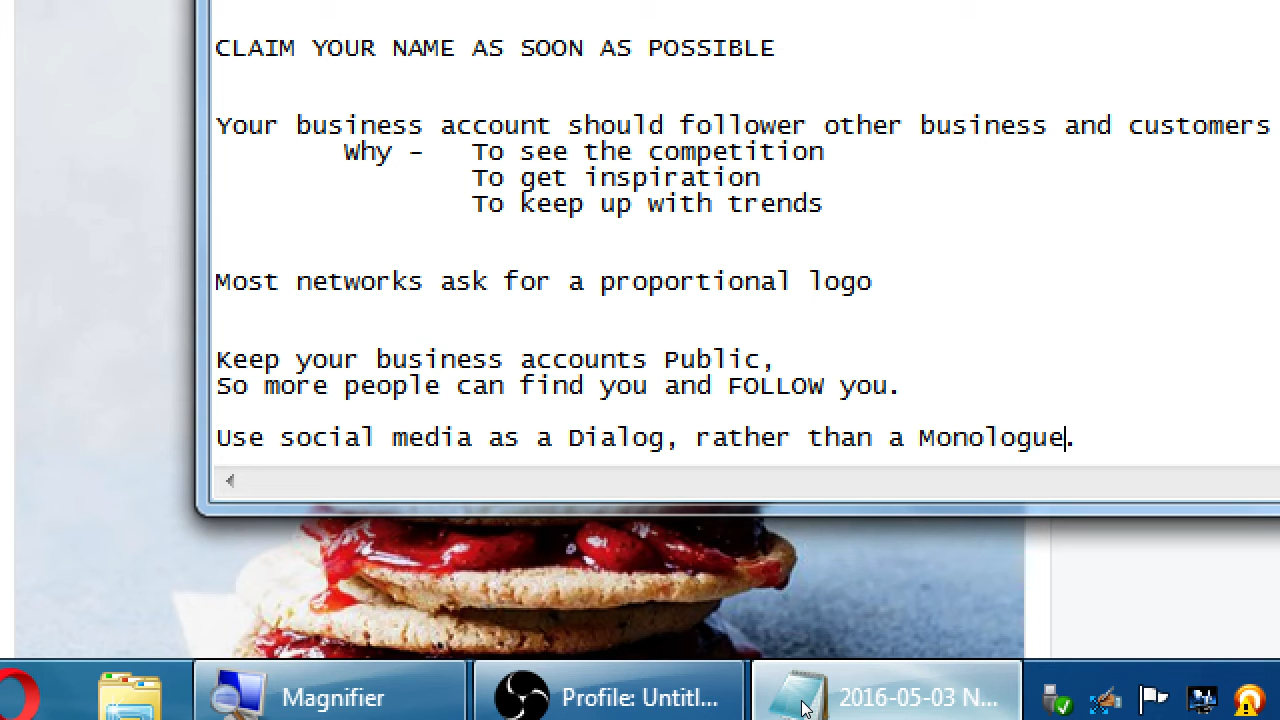 CLAIM YOUR NAME AS SOON AS POSSIBLE
Your business account should follower other business and customers
Why - To see the competition
To get inspiration
To keep up with trends
Most networks ask for a proportional logo
Keep your business accounts Public,
So more people can find you and FOLLOW you.
Use social media as a Dialog, rather than a Monologue.
Magnifier
Profile: Untitl...
2016-05-03 N...